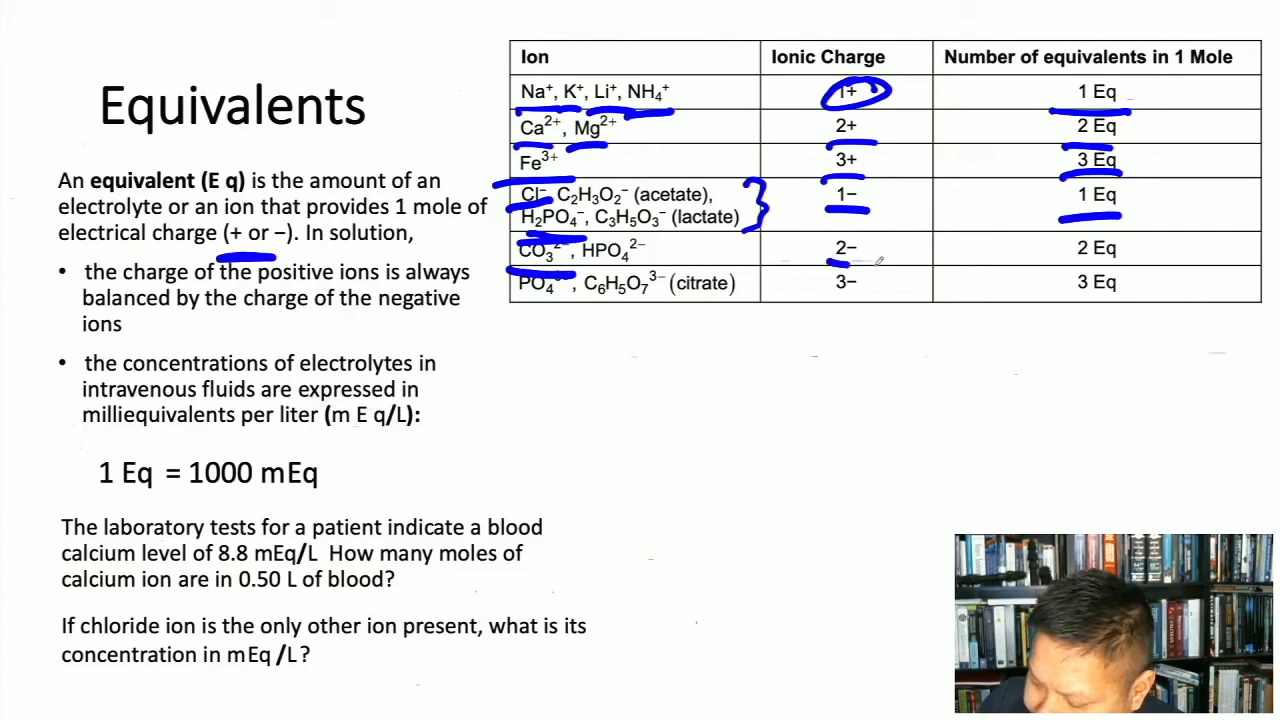 Equivalents
An equivalent (E q) is the amount of an
electrolyte or an ion that provides 1 mole of
electrical charge (+ or −). In solution,
• the charge of the positive ions is always
balanced by the charge of the negative
ions
• the concentrations of electrolytes in
intravenous fluids are expressed in
milliequivalents per liter (m E q/L):
1 Eq = 1000 mEq
The laboratory tests for a patient indicate a blood
calcium level of 8.8 mEq/L How many moles of
calcium ion are in 0.50 L of blood?
If chloride ion is the only other ion present, what is its
concentration in mEq /L?
Ion Ionic Charge Number of equivalents in 1 Mole
Na⁺, K⁺, Li⁺, NH₄⁺ 1+ 1 Eq
Ca²⁺, Mg²⁺ 2+ 2 Eq
Fe³⁺ 3+ 3 Eq
Cl⁻, C₂H₃O₂⁻ (acetate),
H₂PO₄⁻, C₃H₅O₃⁻ (lactate) 1− 1 Eq
CO₃²⁻, HPO₄²⁻ 2− 2 Eq
PO₄³⁻, C₆H₅O₇³⁻ (citrate) 3− 3 Eq